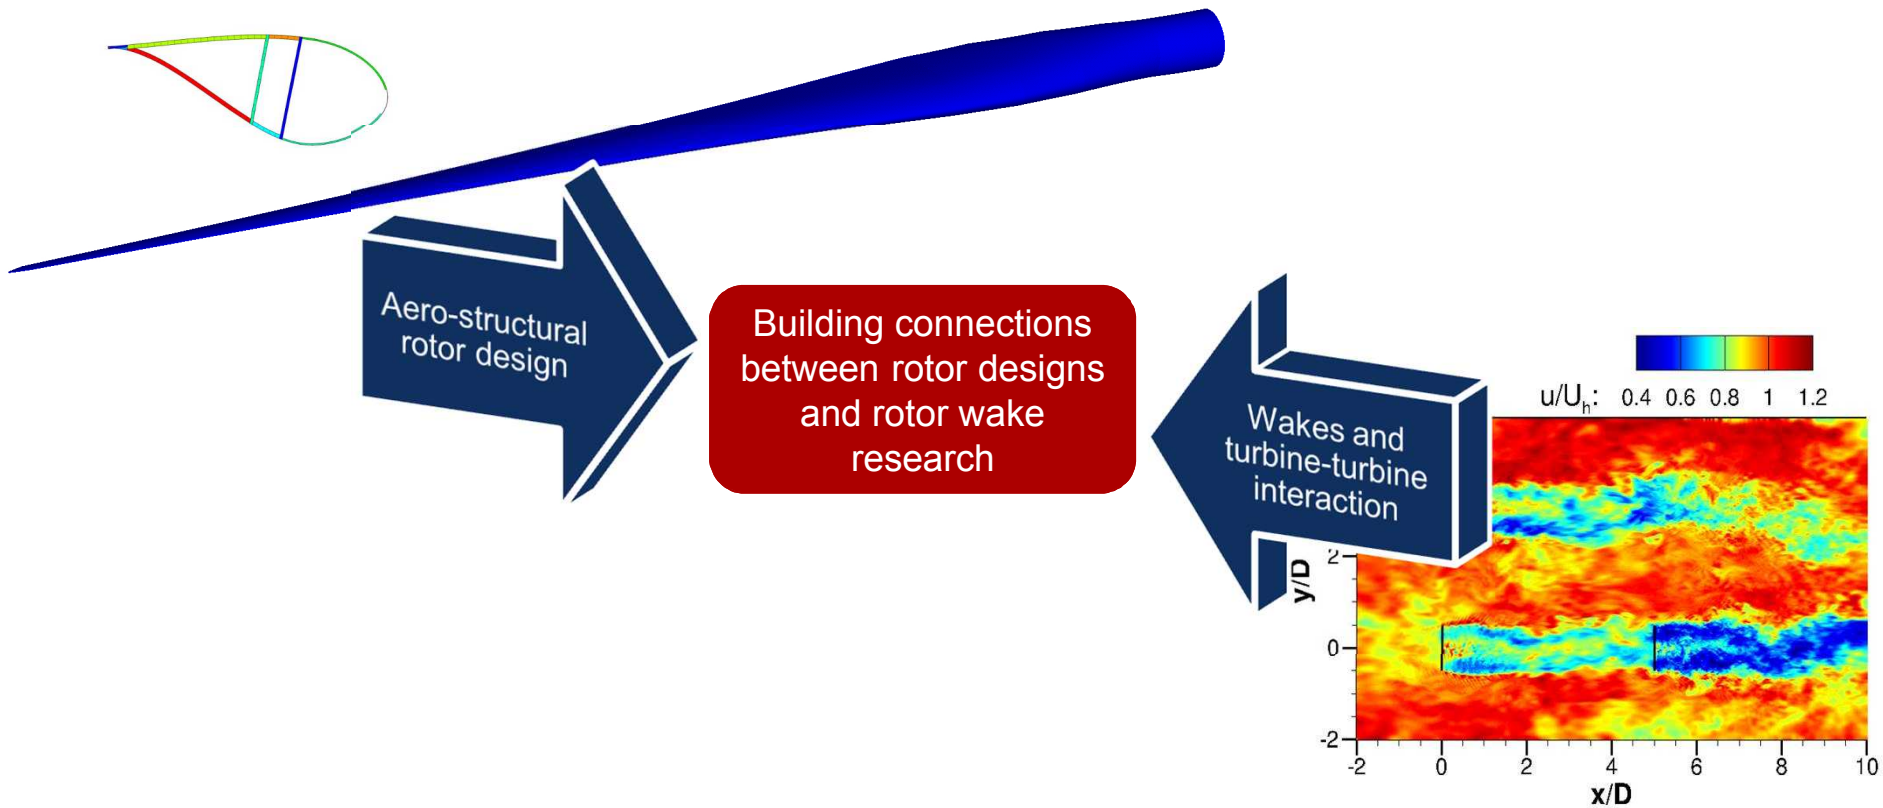 Aero-structural
rotor design
Building connections
between rotor designs
and rotor wake
research
Wakes and
turbine-turbine
interaction
u/Uh: 0.4 0.6 0.8 1 1.2
y/D
2
0
-2
-2 0 2 4 6 8 10
x/D